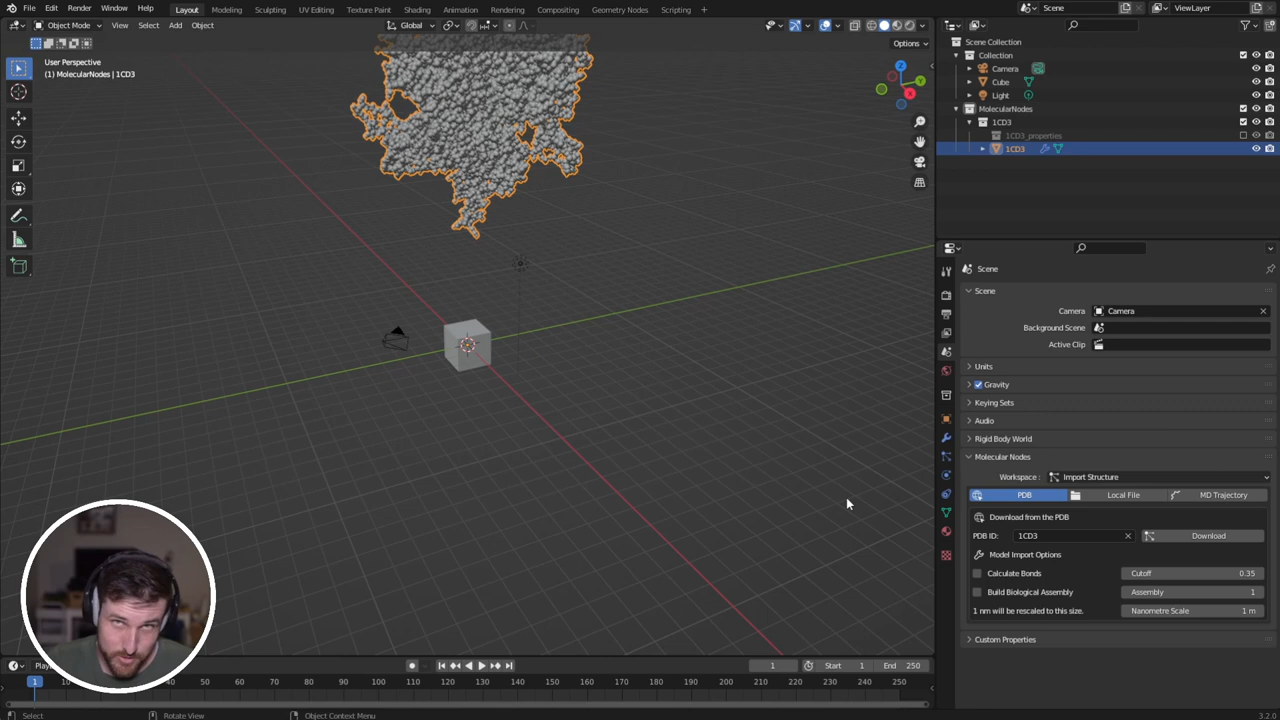 File Edit Render Window Help Layout Modeling Sculpting UV Editing Texture Paint Shading Animation Rendering Compositing Geometry Nodes Scripting + Scene ViewLayer
Object Mode View Select Add Object Global
Options
User Perspective
(1) MolecularNodes | 1CD3
X
Y
Z
Scene Collection
Collection
Camera
Cube
Light
MolecularNodes
1CD3
1CD3_properties
1CD3
Scene
Scene
Camera Camera
Background Scene
Active Clip
Units
Gravity
Keying Sets
Audio
Rigid Body World
Molecular Nodes
Workspace : Import Structure
PDB Local File MD Trajectory
Download from the PDB
PDB ID: 1CD3 Download
Model Import Options
Calculate Bonds Cutoff 0.35
Build Biological Assembly Assembly 1
1 nm will be rescaled to this size. Nanometre Scale 1 m
Custom Properties
1 Start 1 End 250
1 10 80 90 100 110 120 130 140 150 160 170 180 190 200 210 220 230 240 250
Select Rotate View Object Context Menu 3.2.0